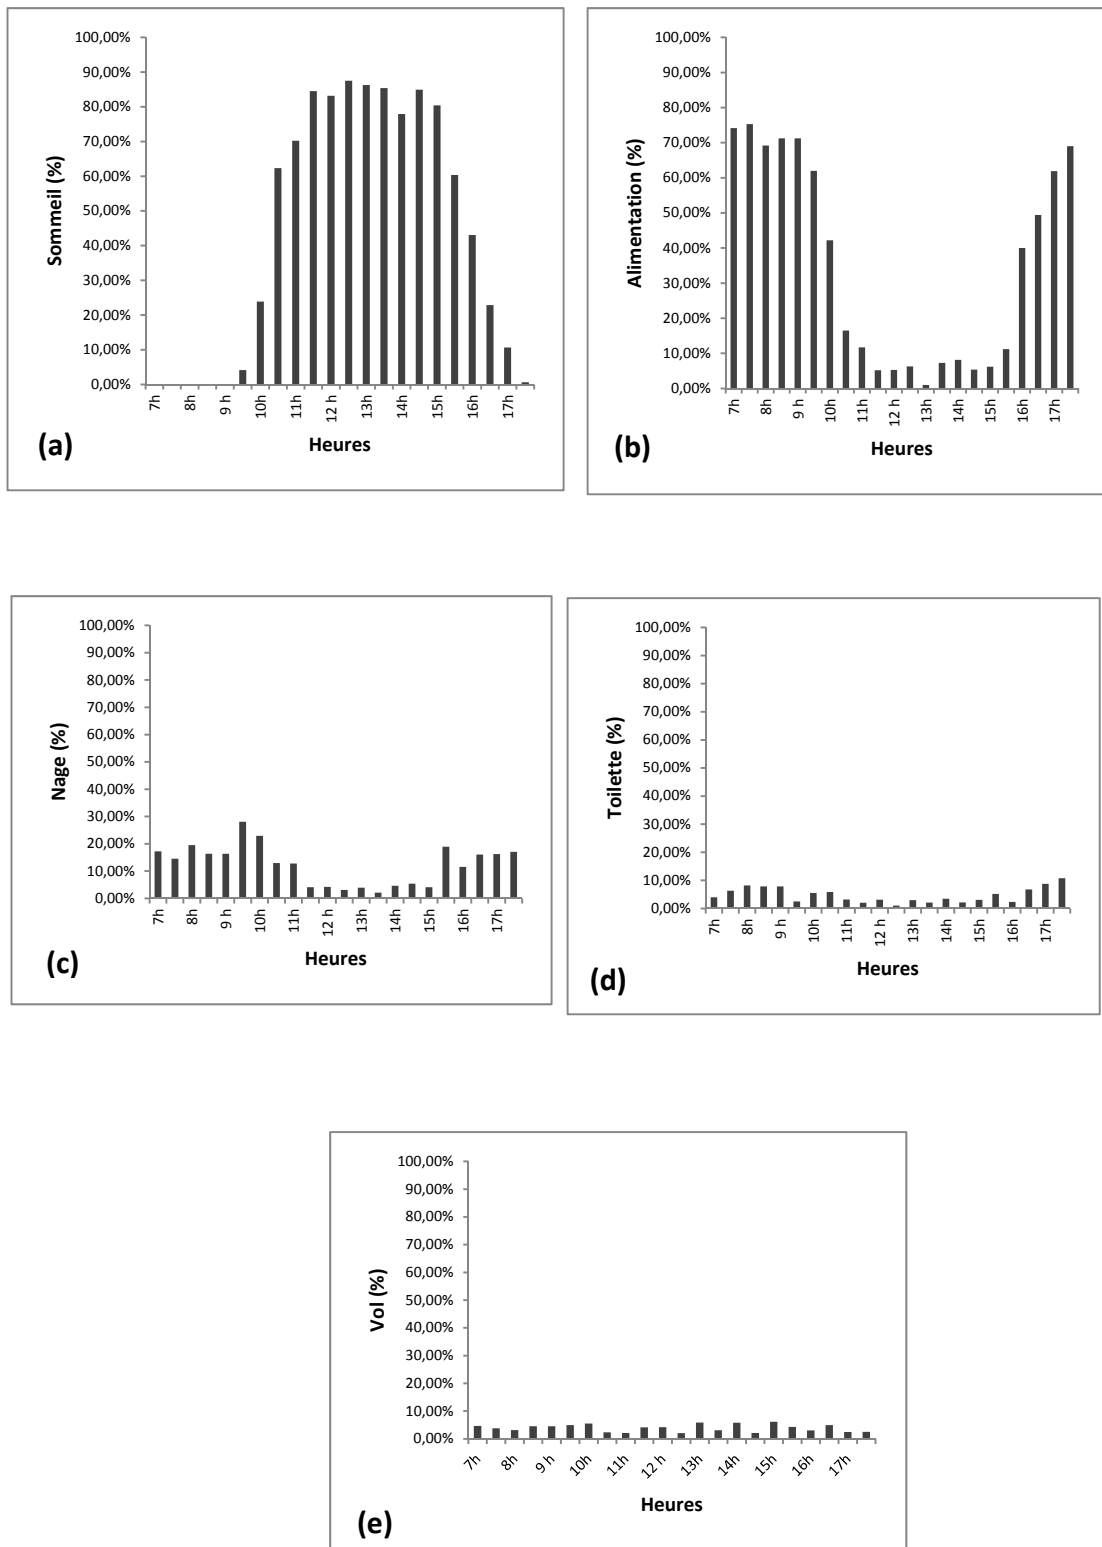 100,00%
90,00%
80,00%
70,00%
60,00%
50,00%
40,00%
30,00%
20,00%
10,00%
0,00%
Sommeil (%)
7h 8h 9 h 10h 11h 12 h 13h 14h 15h 16h 17h
Heures
(a)
100,00%
90,00%
80,00%
70,00%
60,00%
50,00%
40,00%
30,00%
20,00%
10,00%
0,00%
Alimentation (%)
7h 8h 9 h 10h 11h 12 h 13h 14h 15h 16h 17h
Heures
(b)
100,00%
90,00%
80,00%
70,00%
60,00%
50,00%
40,00%
30,00%
20,00%
10,00%
0,00%
Nage (%)
7h 8h 9 h 10h 11h 12 h 13h 14h 15h 16h 17h
Heures
(c)
100,00%
90,00%
80,00%
70,00%
60,00%
50,00%
40,00%
30,00%
20,00%
10,00%
0,00%
Toilette (%)
7h 8h 9 h 10h 11h 12 h 13h 14h 15h 16h 17h
Heures
(d)
100,00%
90,00%
80,00%
70,00%
60,00%
50,00%
40,00%
30,00%
20,00%
10,00%
0,00%
Vol (%)
7h 8h 9 h 10h 11h 12 h 13h 14h 15h 16h 17h
Heures
(e)